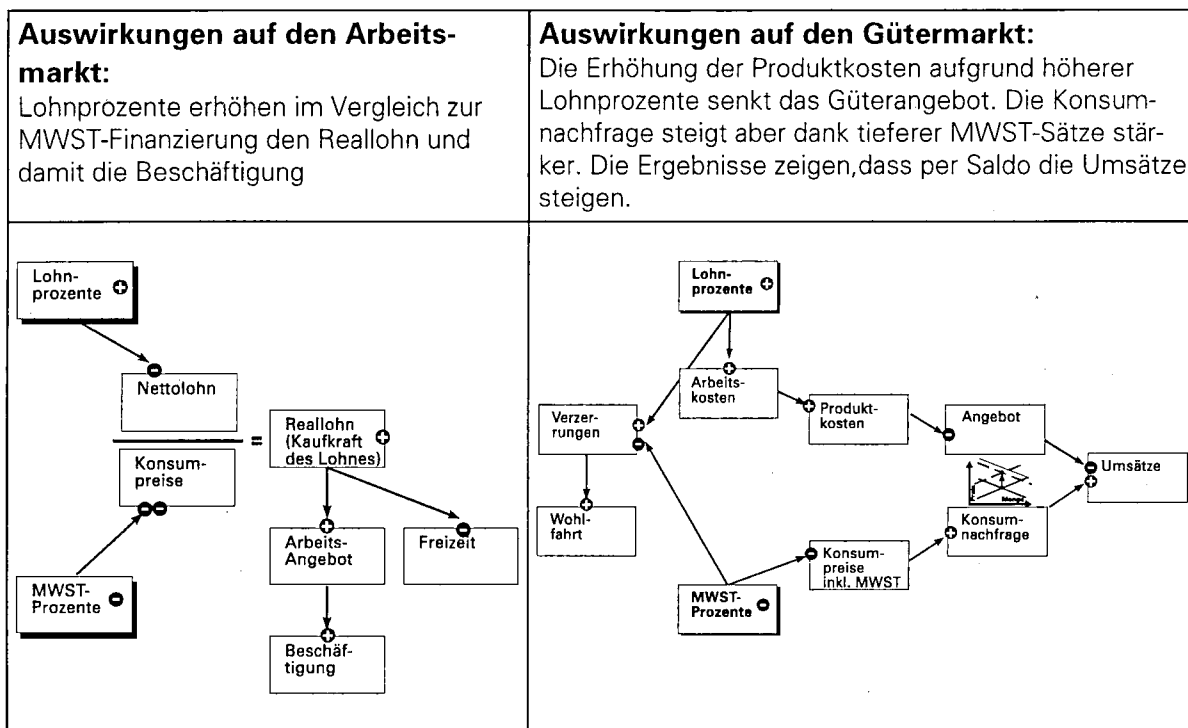 Auswirkungen auf den Arbeits-
markt:
Lohnprozente erhöhen im Vergleich zur
MWST-Finanzierung den Reallohn und
damit die Beschäftigung
Auswirkungen auf den Gütermarkt:
Die Erhöhung der Produktkosten aufgrund höherer
Lohnprozente senkt das Güterangebot. Die Konsum-
nachfrage steigt aber dank tieferer MWST-Sätze stär-
ker. Die Ergebnisse zeigen,dass per Saldo die Umsätze
steigen.
Lohn-
prozente +
−
Nettolohn
=
Reallohn
(Kaufkraft +
des Lohnes)
Konsum-
preise
− −
MWST-
Prozente −
+
Arbeits-
Angebot
−
Freizeit
+
Beschäf-
tigung
Lohn-
prozente +
+
Arbeits-
kosten
Verzer-
rungen
+
−
+
Wohl-
fahrt
+ Produkt-
kosten
Angebot
−
− Umsätze
+
Konsum-
+ nachfrage
− Konsum-
preise
inkl. MWST
MWST-
Prozente −